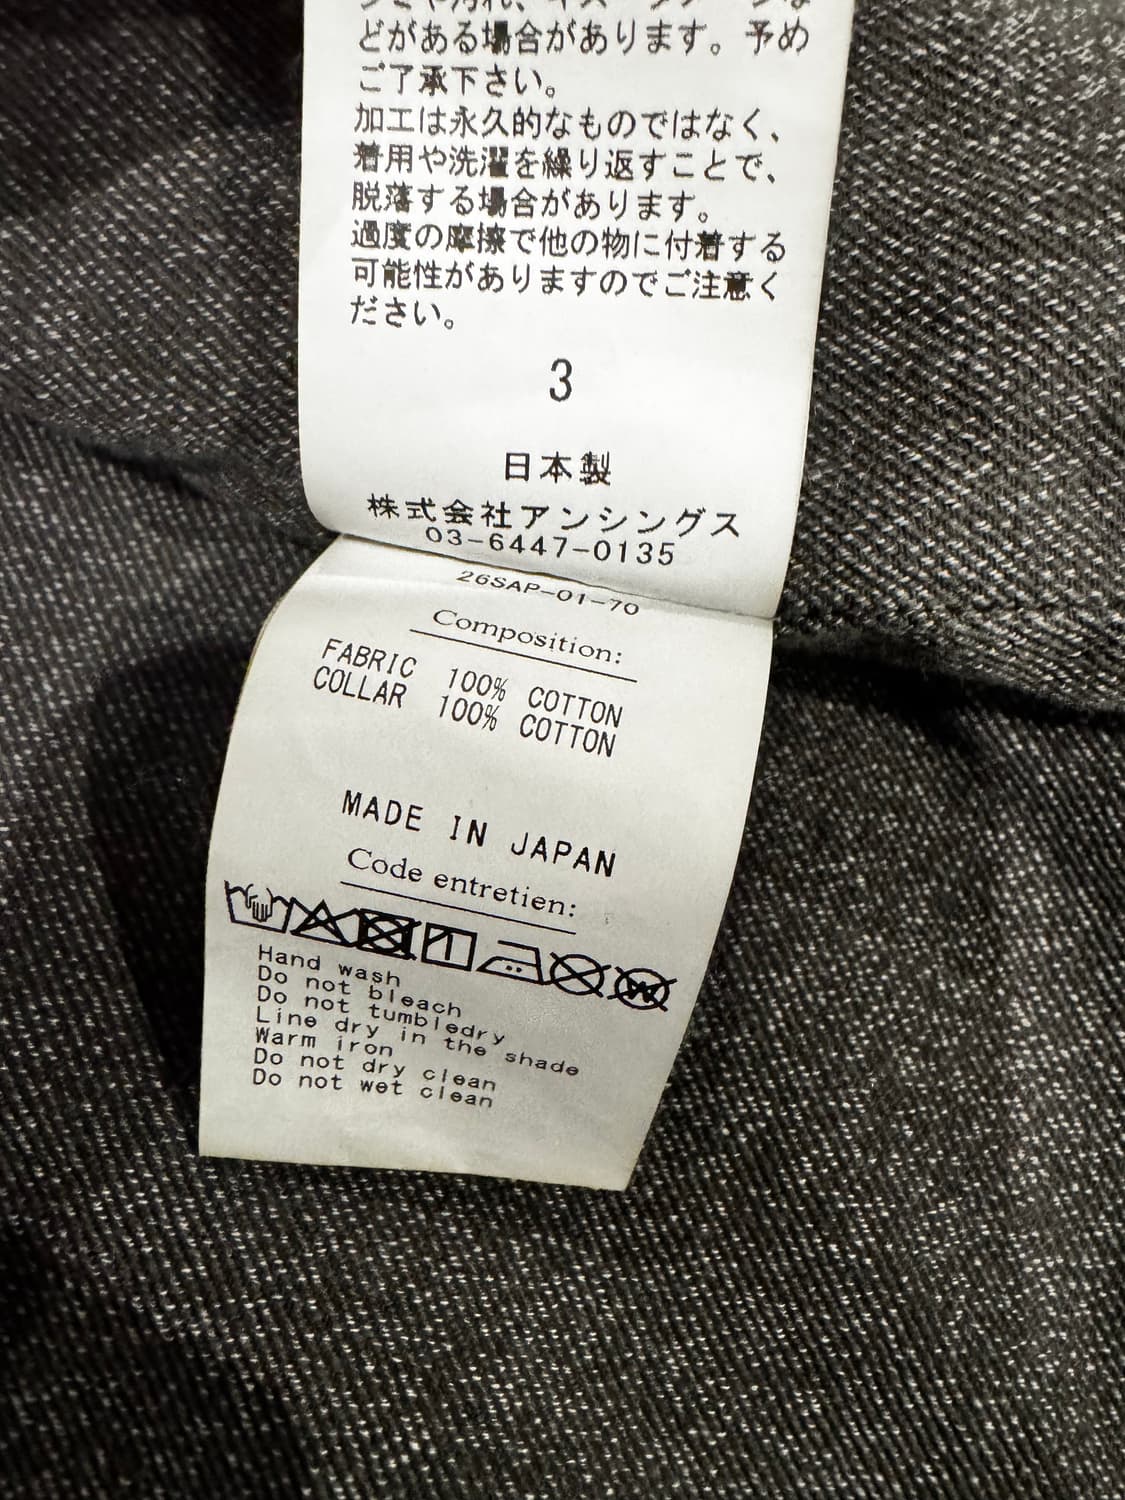 どがある場合があります。予め
ご了承下さい。
加工は永久的なものではなく、
着用や洗濯を繰り返すことで、
脱落する場合があります。
過度の摩擦で他の物に付着する
可能性がありますのでご注意く
ださい。
3
日本製
株式会社アンシングス
03-6447-0135
26SAP-01-70
Composition:
FABRIC 100% COTTON
COLLAR 100% COTTON
MADE IN JAPAN
Code entretien:
Hand wash
Do not bleach
Do not tumbledry
Line dry in the shade
Warm iron
Do not dry clean
Do not wet clean